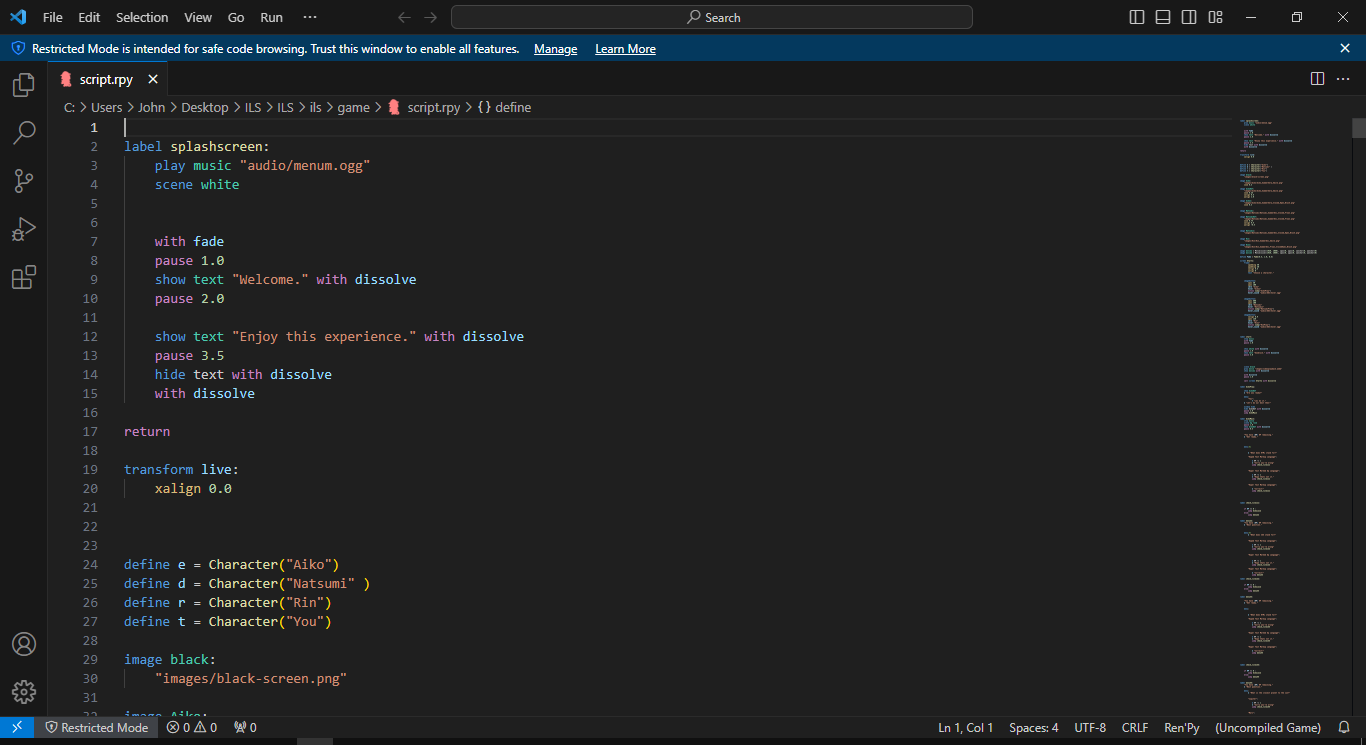 File Edit Selection View Go Run ··· Search
Restricted Mode is intended for safe code browsing. Trust this window to enable all features. Manage Learn More
script.rpy
C: > Users > John > Desktop > ILS > ILS > ils > game > script.rpy > {} define
1
2 label splashscreen:
3 play music "audio/menum.ogg"
4 scene white
5
6
7 with fade
8 pause 1.0
9 show text "Welcome." with dissolve
10 pause 2.0
11
12 show text "Enjoy this experience." with dissolve
13 pause 3.5
14 hide text with dissolve
15 with dissolve
16
17 return
18
19 transform live:
20 xalign 0.0
21
22
23
24 define e = Character("Aiko")
25 define d = Character("Natsumi" )
26 define r = Character("Rin")
27 define t = Character("You")
28
29 image black:
30 "images/black-screen.png"
31
32 image Aiko:
Restricted Mode 0 0 0 Ln 1, Col 1 Spaces: 4 UTF-8 CRLF Ren'Py (Uncompiled Game)